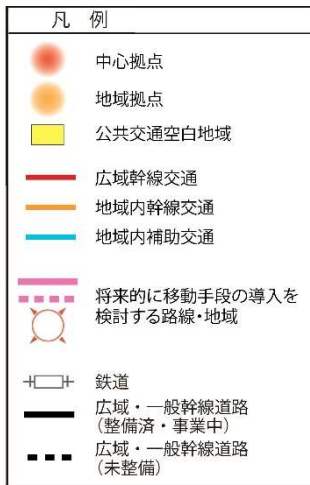 凡 例
中心拠点
地域拠点
公共交通空白地域
広域幹線交通
地域内幹線交通
地域内補助交通
将来的に移動手段の導入を
検討する路線・地域
鉄道
広域・一般幹線道路
(整備済・事業中)
広域・一般幹線道路
(未整備)